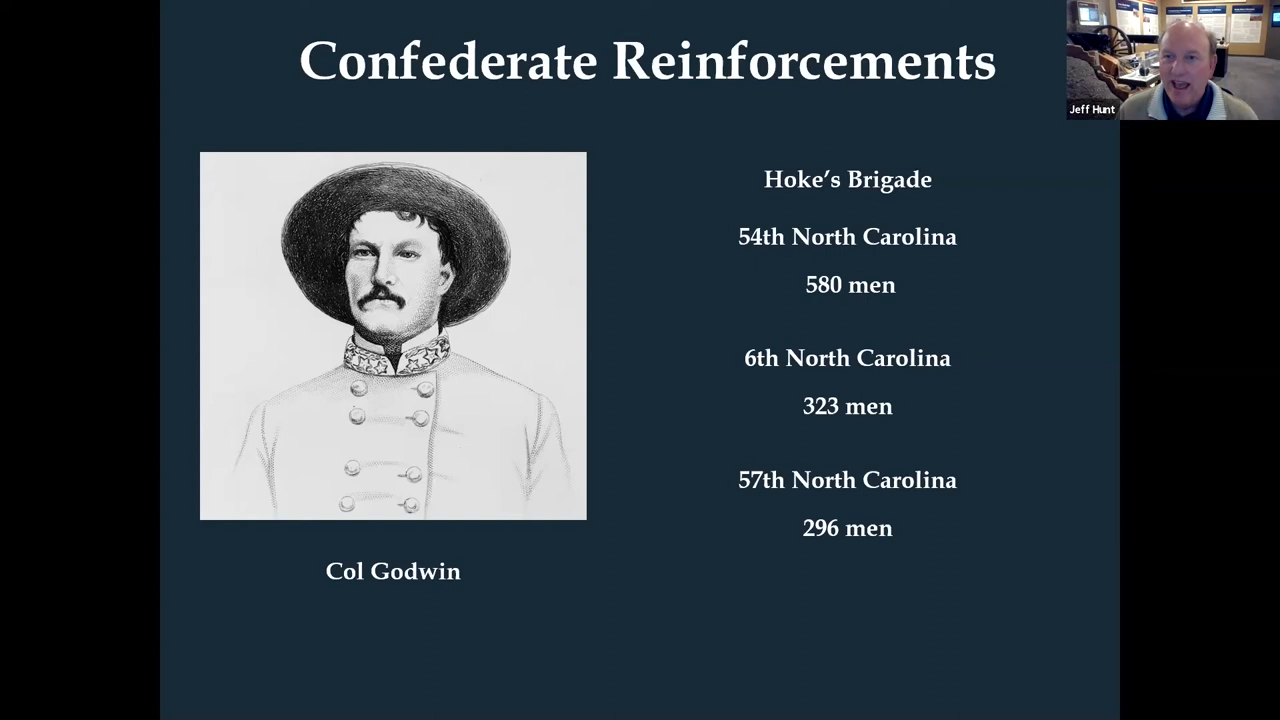 Confederate Reinforcements
Jeff Hunt
Hoke’s Brigade
54th North Carolina
580 men
6th North Carolina
323 men
57th North Carolina
296 men
Col Godwin